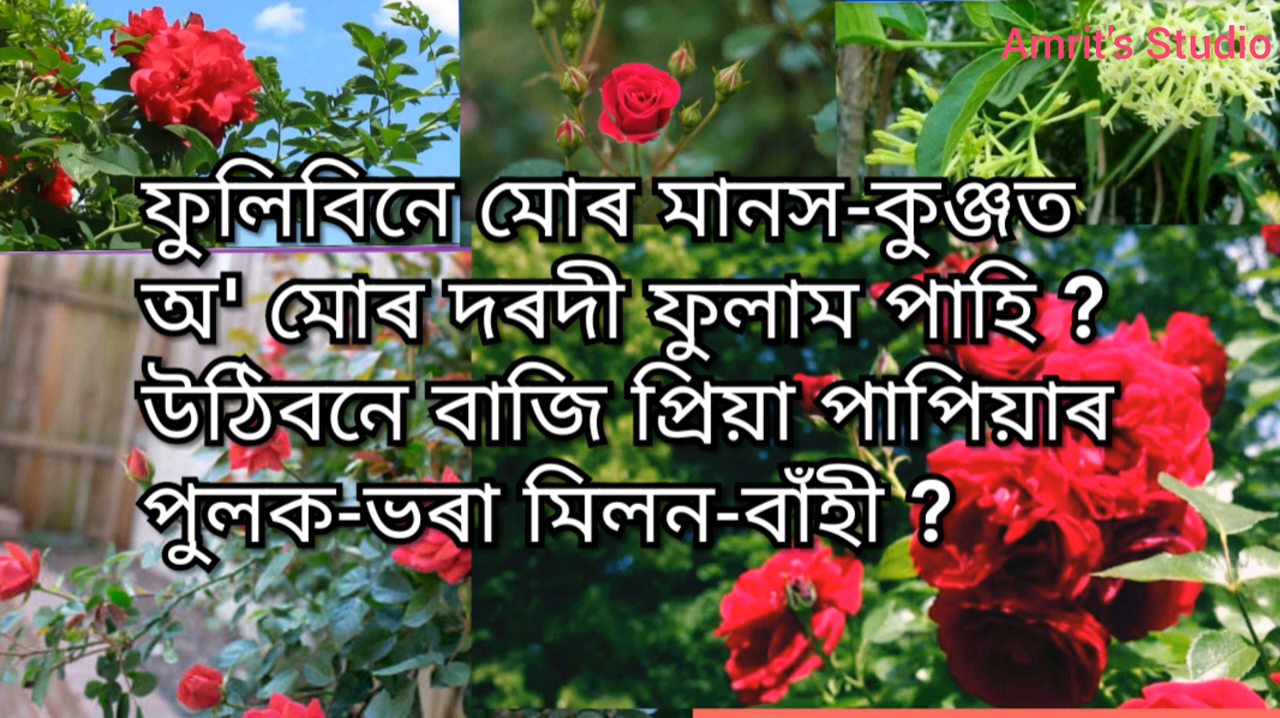 Amrit's Studio
ফুলিবিনে মোৰ মানস-কুঞ্জত
অ' মোৰ দৰদী ফুলাম পাহি ?
উঠিবনে বাজি প্ৰিয়া পাপিয়াৰ
পুলক-ভৰা মিলন-বাঁহী ?